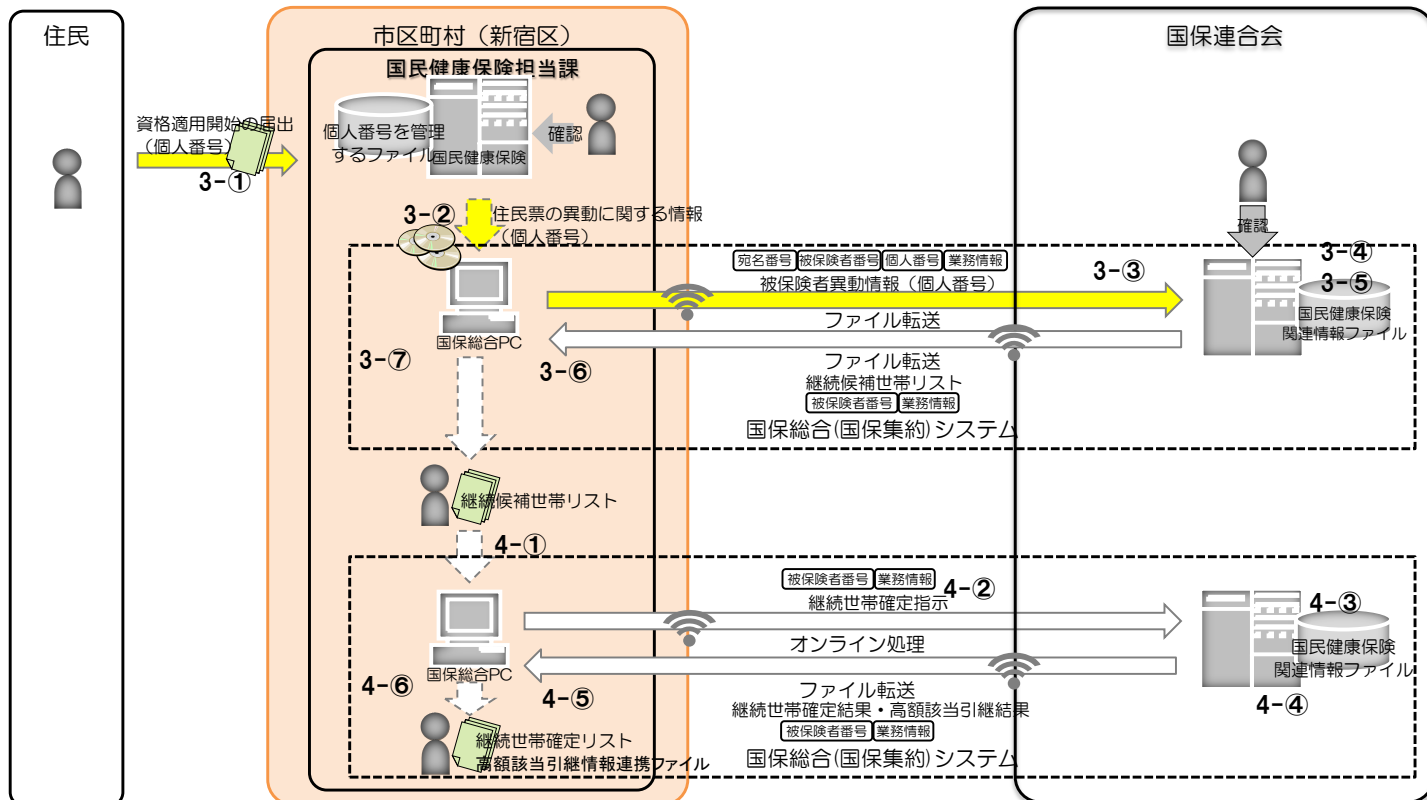 住民
市区町村（新宿区）
国民健康保険担当課
国保連合会
資格適用開始の届出
（個人番号）
3-①
個人番号を管理
するファイル
国民健康保険
確認
3-②
住民票の異動に関する情報
（個人番号）
確認
宛名番号 被保険者番号 個人番号 業務情報
被保険者異動情報（個人番号）
3-③
3-④
3-⑤
国民健康保険
関連情報ファイル
ファイル転送
国保総合PC
3-⑦
3-⑥
ファイル転送
継続候補世帯リスト
被保険者番号 業務情報
国保総合(国保集約)システム
継続候補世帯リスト
4-①
被保険者番号 業務情報
4-②
継続世帯確定指示
4-③
オンライン処理
国民健康保険
関連情報ファイル
国保総合PC
4-⑥
4-⑤
4-④
ファイル転送
継続世帯確定結果・高額該当引継結果
被保険者番号 業務情報
継続世帯確定リスト
高額該当引継情報連携ファイル
国保総合(国保集約)システム